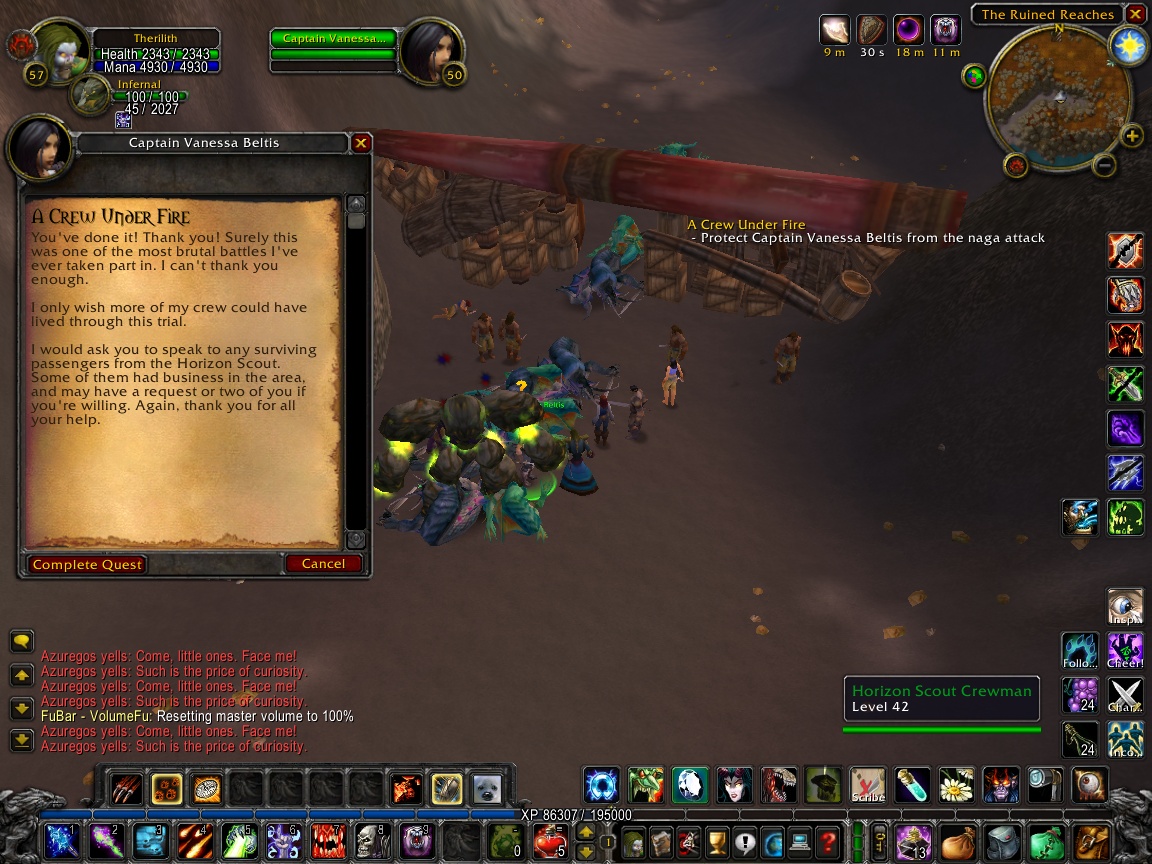 Therilith
Health 2343 / 2343
Mana 4930 / 4930
57
Infernal
100 / 100
45 / 2027
Captain Vanessa...
50
9 m
30 s
18 m
11 m
The Ruined Reaches
N
Captain Vanessa Beltis
A Crew Under Fire
You've done it! Thank you! Surely this
was one of the most brutal battles I've
ever taken part in. I can't thank you
enough.
I only wish more of my crew could have
lived through this trial.
I would ask you to speak to any surviving
passengers from the Horizon Scout.
Some of them had business in the area,
and may have a request or two of you if
you're willing. Again, thank you for all
your help.
Complete Quest
Cancel
A Crew Under Fire
- Protect Captain Vanessa Beltis from the naga attack
Beltis
Azuregos yells: Come, little ones. Face me!
Azuregos yells: Such is the price of curiosity.
Azuregos yells: Come, little ones. Face me!
Azuregos yells: Such is the price of curiosity.
FuBar - VolumeFu: Resetting master volume to 100%
Azuregos yells: Come, little ones. Face me!
Azuregos yells: Such is the price of curiosity.
Horizon Scout Crewman
Level 42
Insp...
Follo...
Cheer!
24
Char...
24
Scribe
XP 86307 / 195000
1
2
3
4
5
6
7
8
9
0
5
1
13